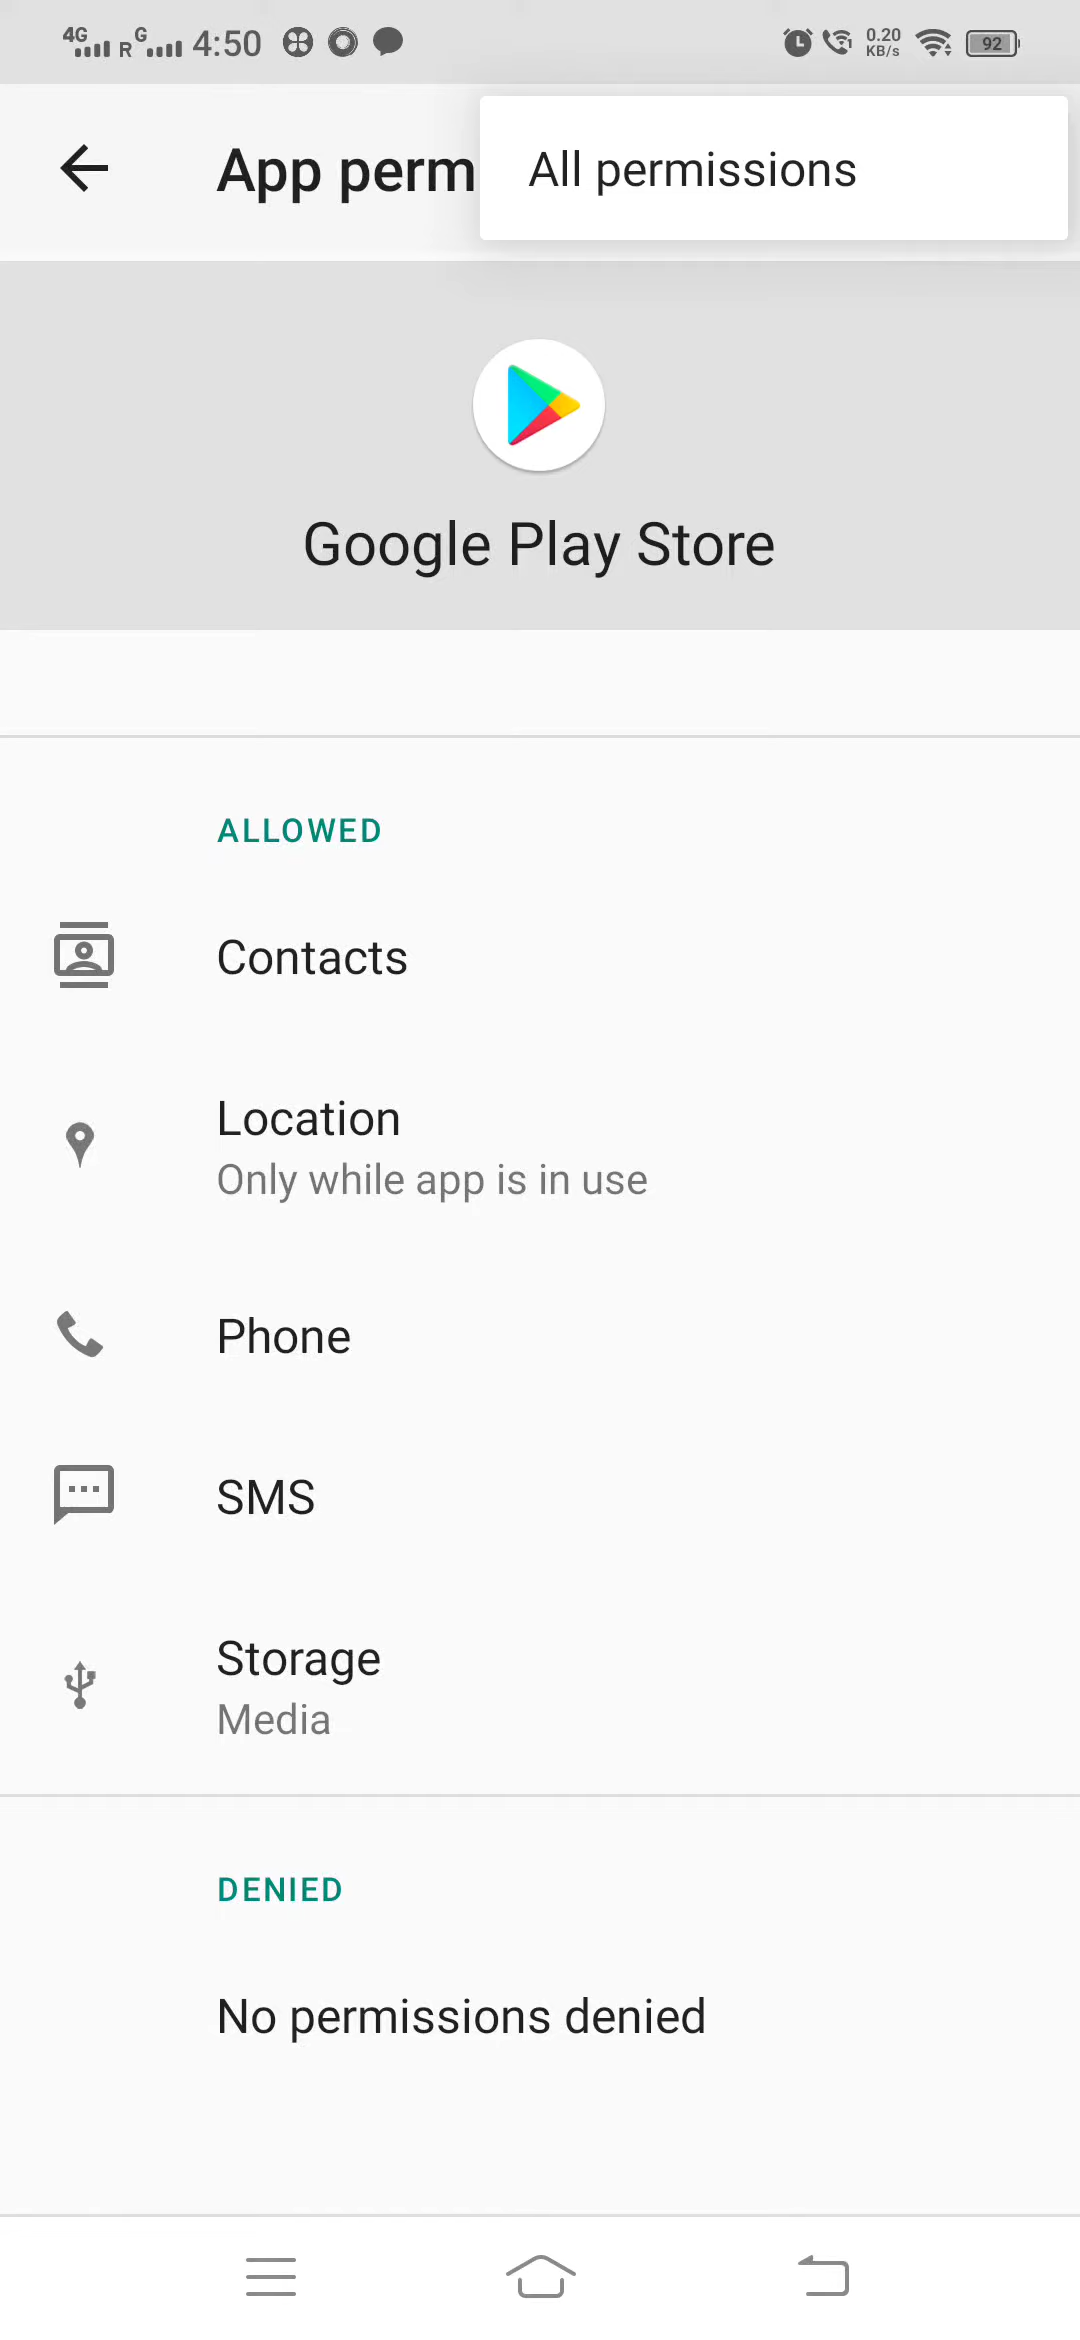 4G R G 4:50 0.20 KB/s 92
App perm
All permissions
Google Play Store
ALLOWED
Contacts
Location
Only while app is in use
Phone
SMS
Storage
Media
DENIED
No permissions denied